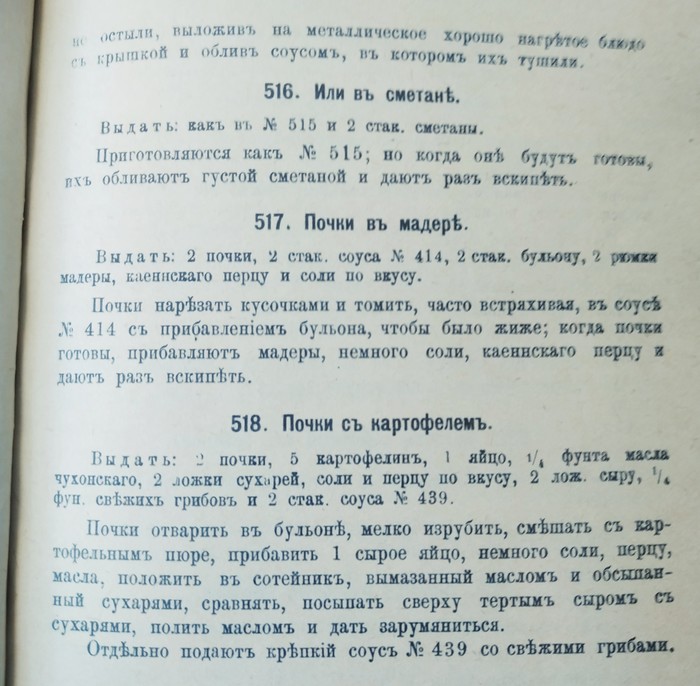 не остыли, выложивъ на металлическое хорошо нагрѣтое блюдо
съ крышкой и обливъ соусомъ, въ которомъ ихъ тушили.
516. Или въ сметанѣ.
Выдать: какъ въ № 515 и 2 стак. сметаны.
Приготовляются какъ № 515; но когда онѣ будутъ готовы,
ихъ обливаютъ густой сметаной и даютъ разъ вскипѣть.
517. Почки въ мадерѣ.
Выдать: 2 почки, 2 стак. соуса № 414, 2 стак. бульону, 2 рюмки
мадеры, каеннскаго перцу и соли по вкусу.
Почки нарѣзать кусочками и томить, часто встряхивая, въ соусѣ
№ 414 съ прибавленіемъ бульона, чтобы было жиже; когда почки
готовы, прибавляютъ мадеры, немного соли, каеннскаго перцу и
даютъ разъ вскипѣть.
518. Почки съ картофелемъ.
Выдать: 2 почки, 5 картофелинъ, 1 яйцо, 1/4 фунта масла
чухонскаго, 2 ложки сухарей, соли и перцу по вкусу, 2 лож. сыру, 1/4
фун. свѣжихъ грибовъ и 2 стак. соуса № 439.
Почки отварить въ бульонѣ, мелко изрубить, смѣшать съ кар-
тофельнымъ пюре, прибавить 1 сырое яйцо, немного соли, перцу,
масла, положить въ сотейникъ, вымазанный масломъ и обсыпан-
ный сухарями, сравнять, посыпать сверху тертымъ сыромъ съ
сухарями, полить масломъ и дать зарумяниться.
Отдѣльно подаютъ крѣпкій соусъ № 439 со свѣжими грибами.